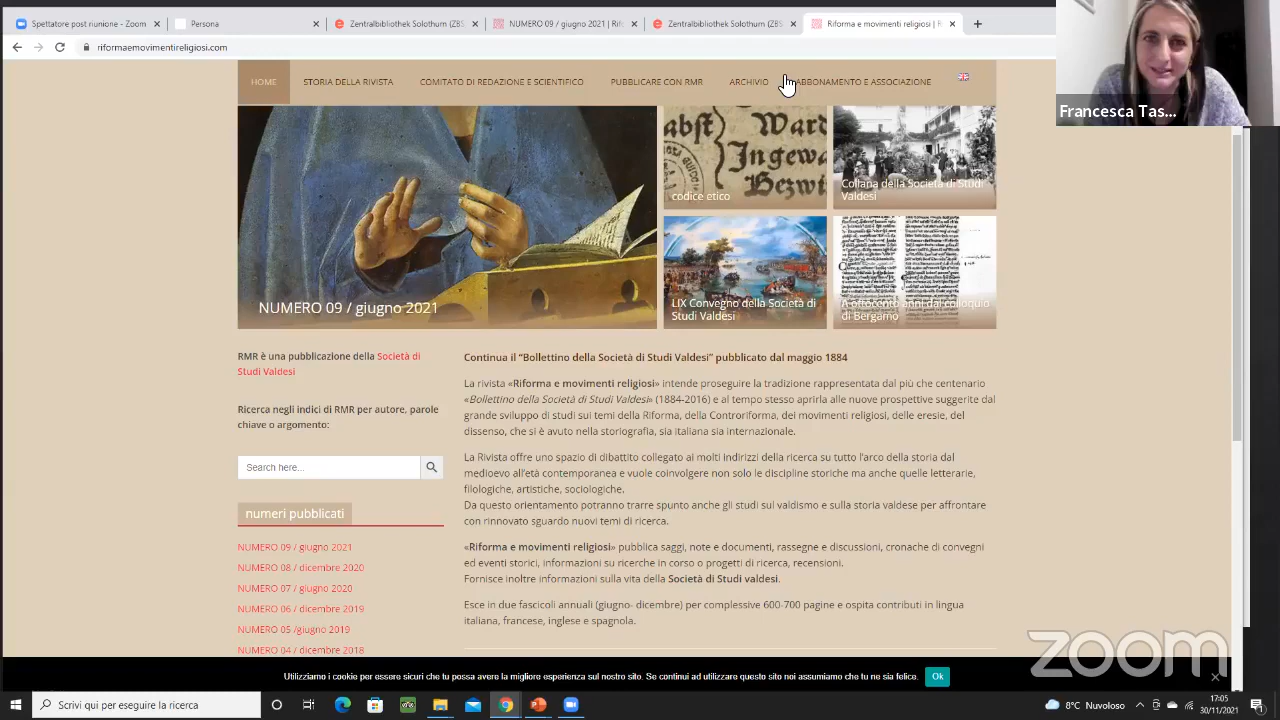 Spettatore post riunione - Zoom
Persona
Zentralbibliothek Solothurn (ZBS
NUMERO 09 / giugno 2021 | Rif
Zentralbibliothek Solothurn (ZBS
Riforma e movimenti religiosi | R
riformaemovimentireligiosi.com
Francesca Tas...
HOME
STORIA DELLA RIVISTA
COMITATO DI REDAZIONE E SCIENTIFICO
PUBBLICARE CON RMR
ARCHIVIO
ABBONAMENTO E ASSOCIAZIONE
abst
Ward
Ingewa
Bezwi
codice etico
Collana della Società di Studi
Valdesi
NUMERO 09 / giugno 2021
LIX Convegno della Società di
Studi Valdesi
A ottocento anni dal colloquio
di Bergamo
RMR è una pubblicazione della Società di
Studi Valdesi
Ricerca negli indici di RMR per autore, parole
chiave o argomento:
Search here...
numeri pubblicati
NUMERO 09 / giugno 2021
NUMERO 08 / dicembre 2020
NUMERO 07 / giugno 2020
NUMERO 06 / dicembre 2019
NUMERO 05 /giugno 2019
NUMERO 04 / dicembre 2018
Continua il “Bollettino della Società di Studi Valdesi” pubblicato dal maggio 1884
La rivista «Riforma e movimenti religiosi» intende proseguire la tradizione rappresentata dal più che centenario
«Bollettino della Società di Studi Valdesi» (1884-2016) e al tempo stesso aprirla alle nuove prospettive suggerite dal
grande sviluppo di studi sui temi della Riforma, della Controriforma, dei movimenti religiosi, delle eresie, del
dissenso, che si è avuto nella storiografia, sia italiana sia internazionale.
La Rivista offre uno spazio di dibattito collegato ai molti indirizzi della ricerca su tutto l’arco della storia dal
medioevo all’età contemporanea e vuole coinvolgere non solo le discipline storiche ma anche quelle letterarie,
filologiche, artistiche, sociologiche.
Da questo orientamento potranno trarre spunto anche gli studi sul valdismo e sulla storia valdese per affrontare
con rinnovato sguardo nuovi temi di ricerca.
«Riforma e movimenti religiosi» pubblica saggi, note e documenti, rassegne e discussioni, cronache di convegni
ed eventi storici, informazioni su ricerche in corso o progetti di ricerca, recensioni.
Fornisce inoltre informazioni sulla vita della Società di Studi valdesi.
Esce in due fascicoli annuali (giugno- dicembre) per complessive 600-700 pagine e ospita contributi in lingua
italiana, francese, inglese e spagnola.
zoom
Utilizziamo i cookie per essere sicuri che tu possa avere la migliore esperienza sul nostro sito. Se continui ad utilizzare questo sito noi assumiamo che tu ne sia felice.
Ok
Scrivi qui per eseguire la ricerca
8°C Nuvoloso
17:05
30/11/2021